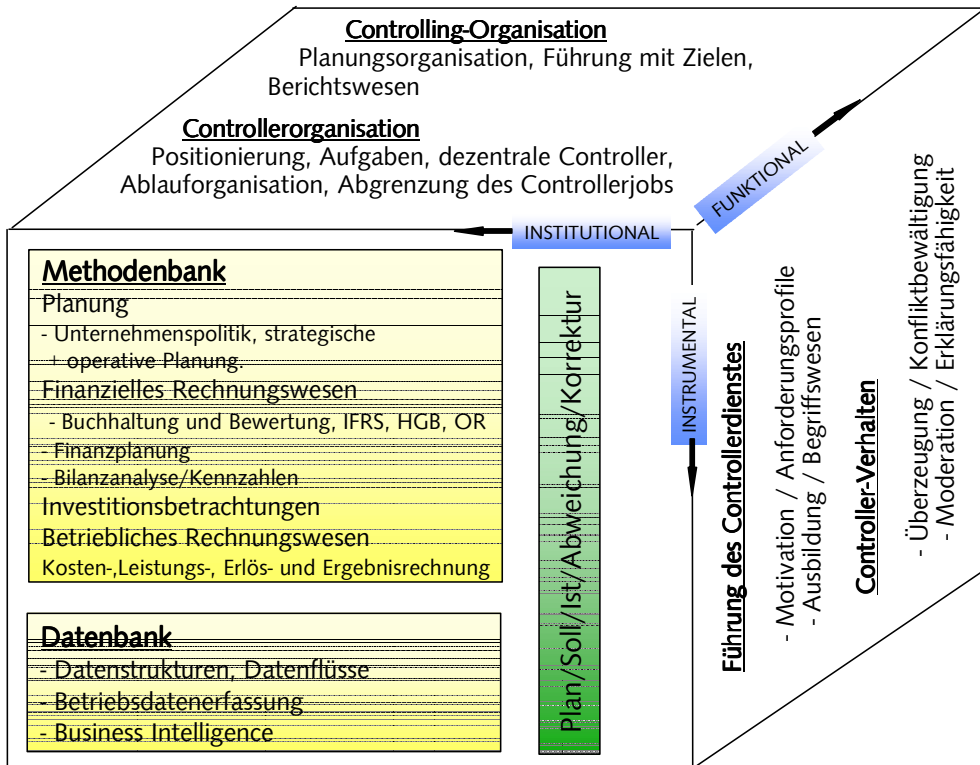 Controlling-Organisation
Planungsorganisation, Führung mit Zielen,
Berichtswesen
Controllerorganisation
Positionierung, Aufgaben, dezentrale Controller,
Ablauforganisation, Abgrenzung des Controllerjobs
INSTITUTIONAL
FUNKTIONAL
INSTRUMENTAL
Methodenbank
Planung
- Unternehmenspolitik, strategische
+ operative Planung.
Finanzielles Rechnungswesen
- Buchhaltung und Bewertung, IFRS, HGB, OR
- Finanzplanung
- Bilanzanalyse/Kennzahlen
Investitionsbetrachtungen
Betriebliches Rechnungswesen
Kosten-,Leistungs-, Erlös- und Ergebnisrechnung
Datenbank
- Datenstrukturen, Datenflüsse
- Betriebsdatenerfassung
- Business Intelligence
Plan/Soll/Ist/Abweichung/Korrektur
Führung des Controllerdienstes
- Motivation / Anforderungsprofile
- Ausbildung / Begriffswesen
Controller-Verhalten
- Überzeugung / Konfliktbewältigung
- Moderation / Erklärungsfähigkeit